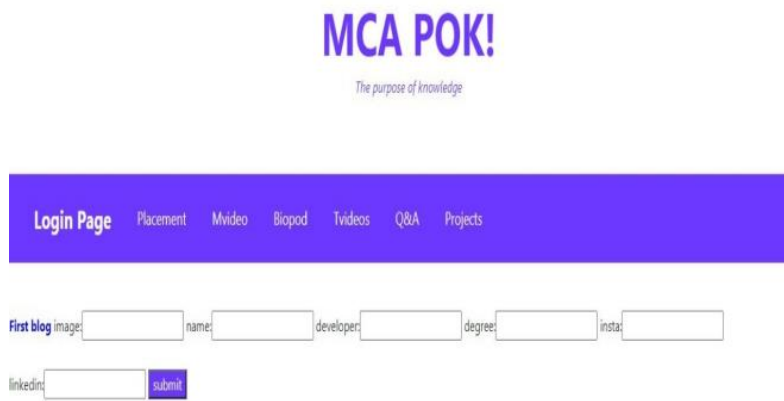 MCA POK!
The purpose of knowledge
Login Page Placement Mvideo Biopod Tvideos Q&A Projects
First blog image: name: developer: degree: insta:
linkedin: submit